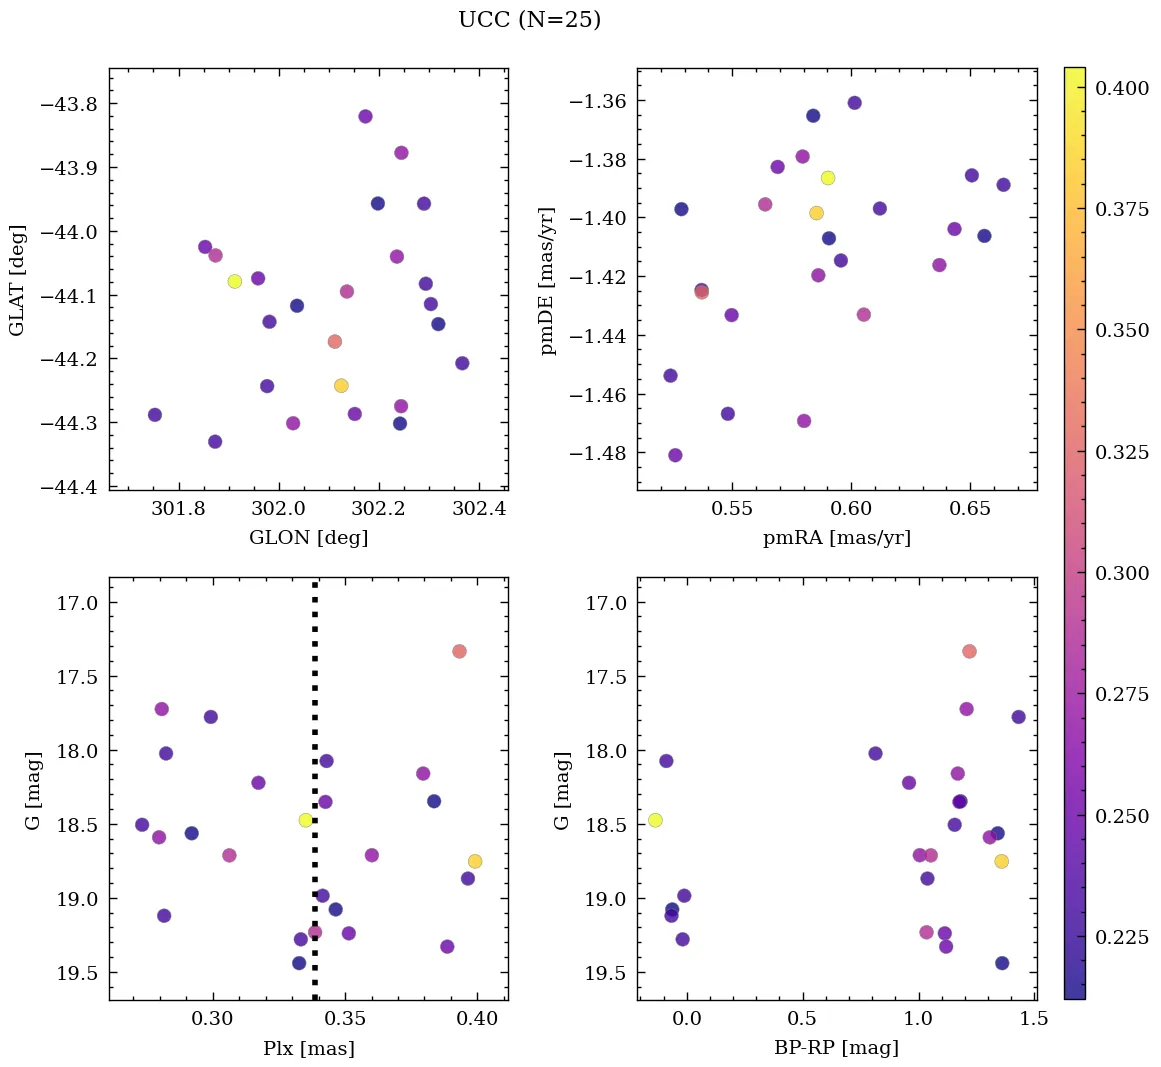 UCC (N=25)
−43.8
−43.9
−44.0
−44.1
−44.2
−44.3
−44.4
GLAT [deg]
301.8 302.0 302.2 302.4
GLON [deg]
−1.36
−1.38
−1.40
−1.42
−1.44
−1.46
−1.48
pmDE [mas/yr]
0.55 0.60 0.65
pmRA [mas/yr]
17.0
17.5
18.0
18.5
19.0
19.5
G [mag]
0.30 0.35 0.40
Plx [mas]
17.0
17.5
18.0
18.5
19.0
19.5
G [mag]
0.0 0.5 1.0 1.5
BP-RP [mag]
0.400
0.375
0.350
0.325
0.300
0.275
0.250
0.225